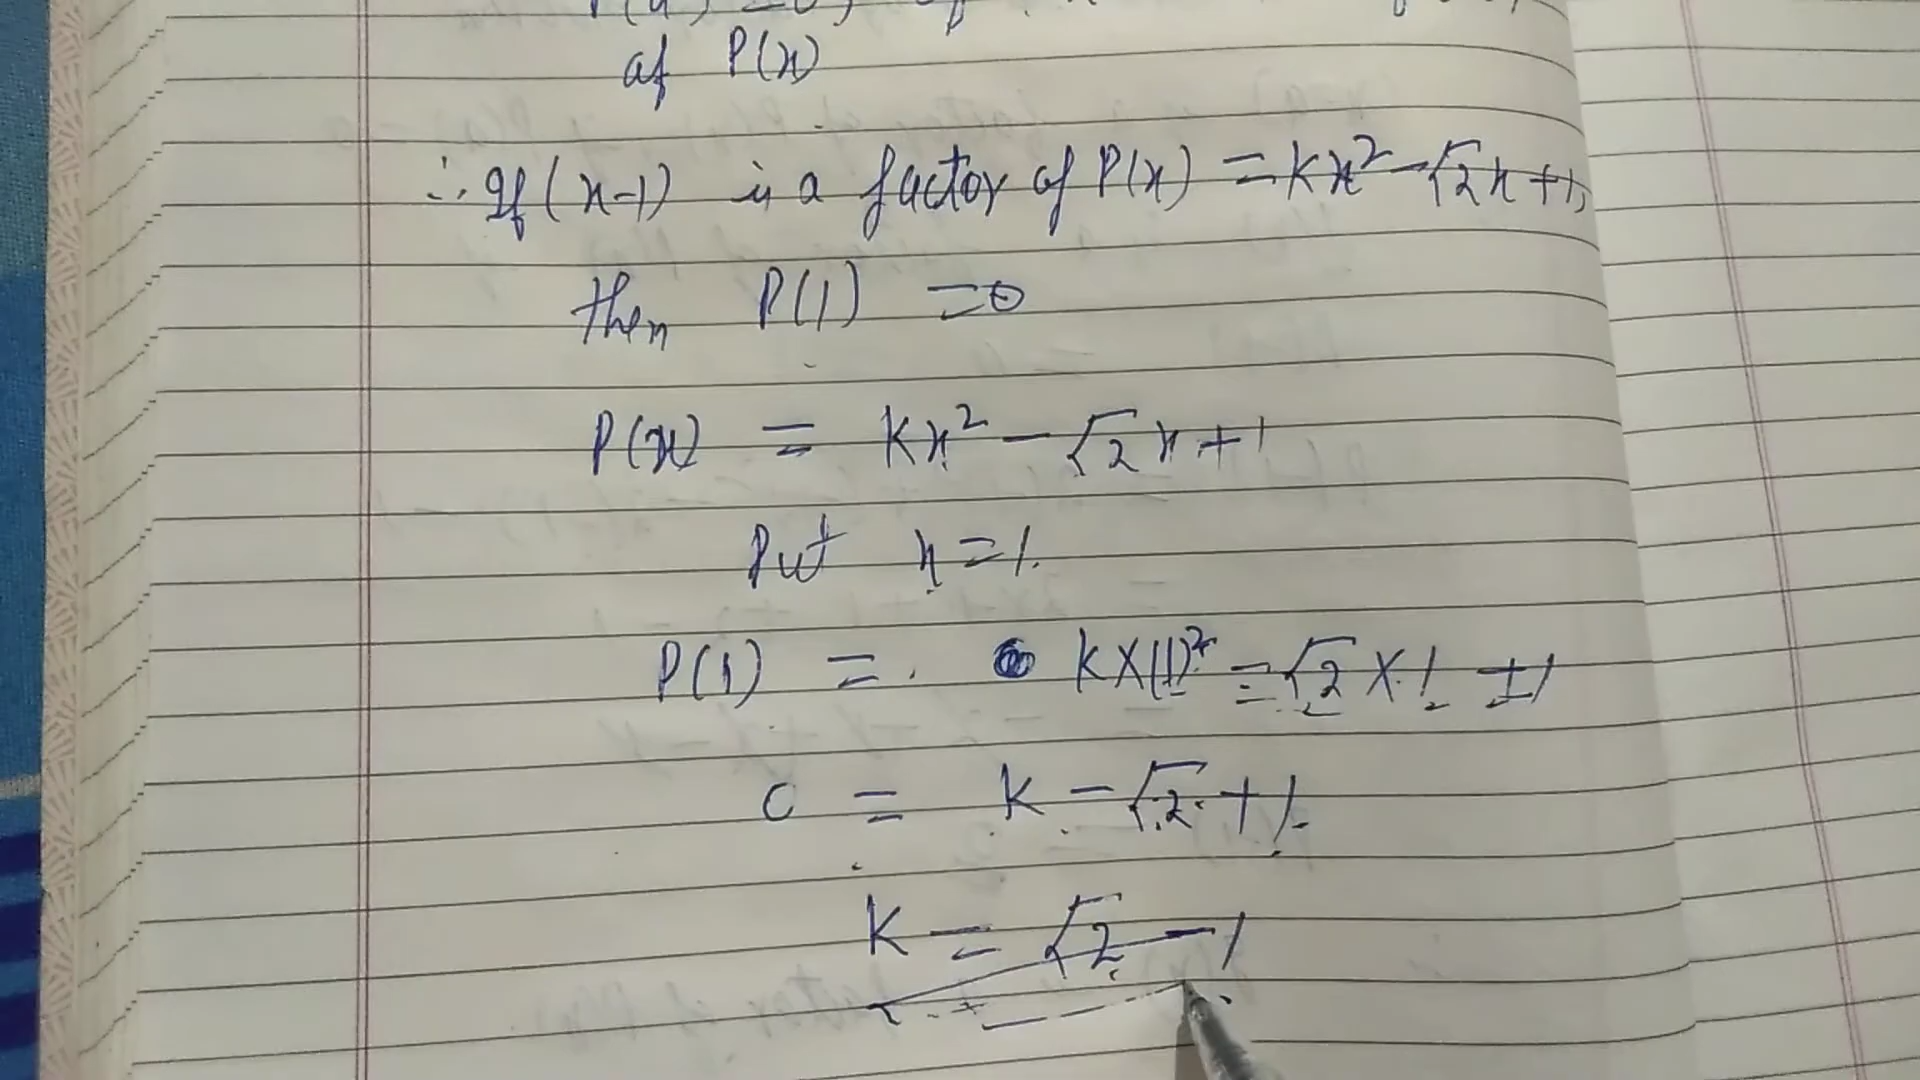 af P(x)
∴ If (x-1) is a factor of P(x) = Kx² - √2x + 1,
then P(1) = 0
P(x) = Kx² - √2x + 1
Put x = 1.
P(1) = K×(1)² - √2 × 1 + 1
0 = K - √2 + 1
K = √2 - 1